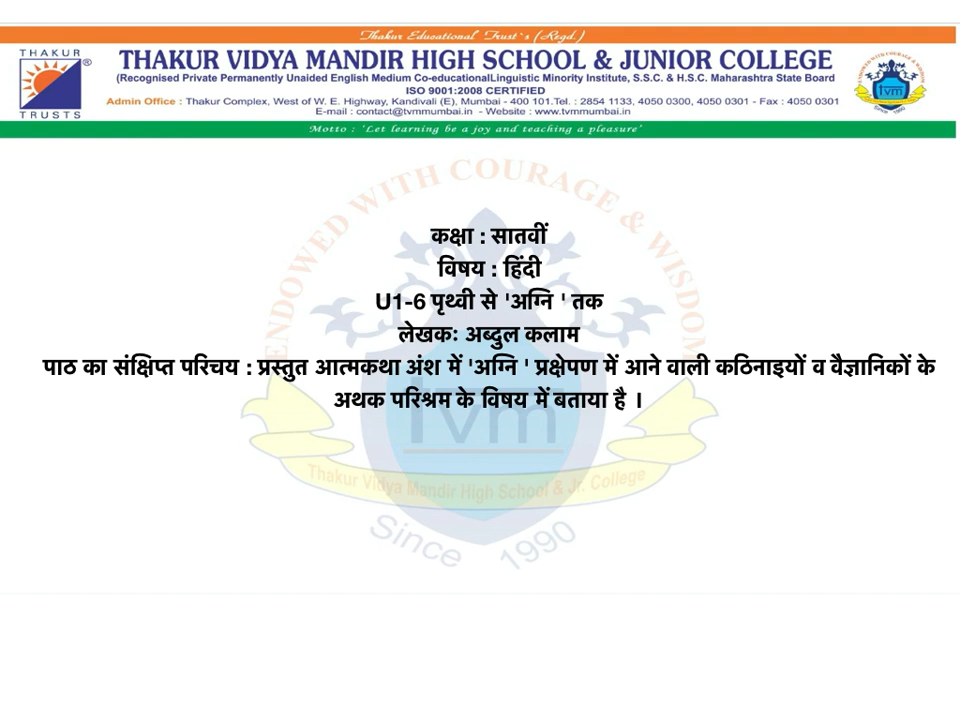 Thakur Educational Trust`s (Regd.)
THAKUR
®
TRUSTS
THAKUR VIDYA MANDIR HIGH SCHOOL & JUNIOR COLLEGE
(Recognised Private Permanently Unaided English Medium Co-educationalLinguistic Minority Institute, S.S.C. & H.S.C. Maharashtra State Board
ISO 9001:2008 CERTIFIED
Admin Office : Thakur Complex, West of W. E. Highway, Kandivali (E), Mumbai - 400 101.Tel. : 2854 1133, 4050 0300, 4050 0301 - Fax : 4050 0301
E-mail : contact@tvmmumbai.in - Website : www.tvmmumbai.in
tvm
Since 1990
Motto : 'Let learning be a joy and teaching a pleasure'
ENDOWED WITH COURAGE & WISDOM
कक्षा : सातवीं
विषय : हिंदी
U1-6 पृथ्वी से 'अग्नि ' तक
लेखकः अब्दुल कलाम
पाठ का संक्षिप्त परिचय : प्रस्तुत आत्मकथा अंश में 'अग्नि ' प्रक्षेपण में आने वाली कठिनाइयों व वैज्ञानिकों के
अथक परिश्रम के विषय में बताया है ।
tvm
Thakur Vidya Mandir High School & Jr. College
Since 1990